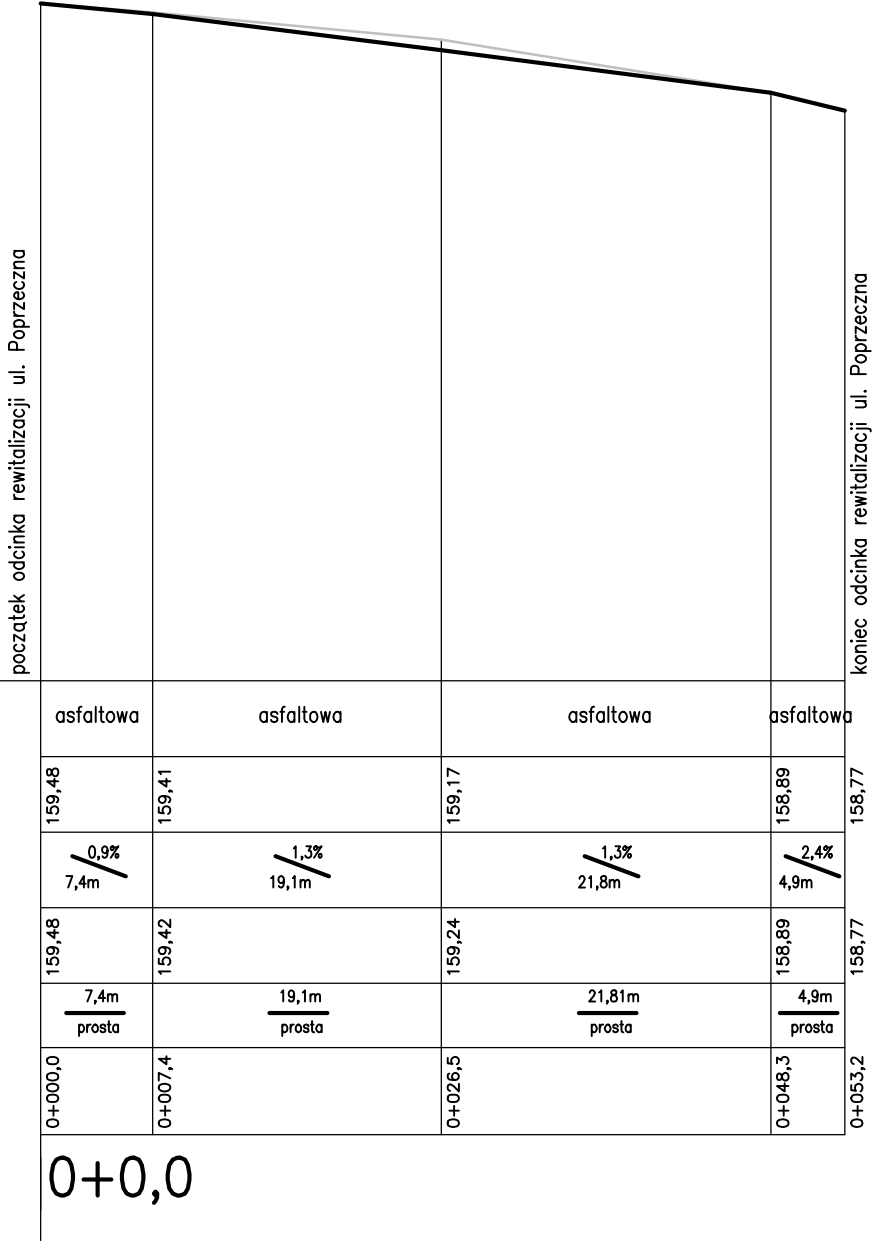 początek odcinka rewitalizacji ul. Poprzeczna
koniec odcinka rewitalizacji ul. Poprzeczna
asfaltowa asfaltowa asfaltowa asfaltowa
159,48 159,41 159,17 158,89 158,77
0,9% 1,3% 1,3% 2,4%
7,4m 19,1m 21,8m 4,9m
159,48 159,42 159,24 158,89 158,77
7,4m 19,1m 21,81m 4,9m
prosta prosta prosta prosta
0+000,0 0+007,4 0+026,5 0+048,3 0+053,2
0+0,0